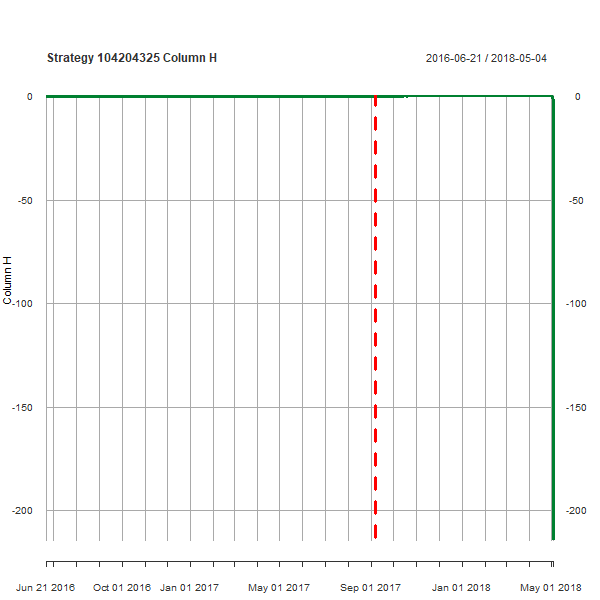 Strategy 104204325 Column H
2016-06-21 / 2018-05-04
0
0
-50
-50
Column H
-100
-100
-150
-150
-200
-200
Jun 21 2016
Oct 01 2016
Jan 01 2017
May 01 2017
Sep 01 2017
Jan 01 2018
May 01 2018